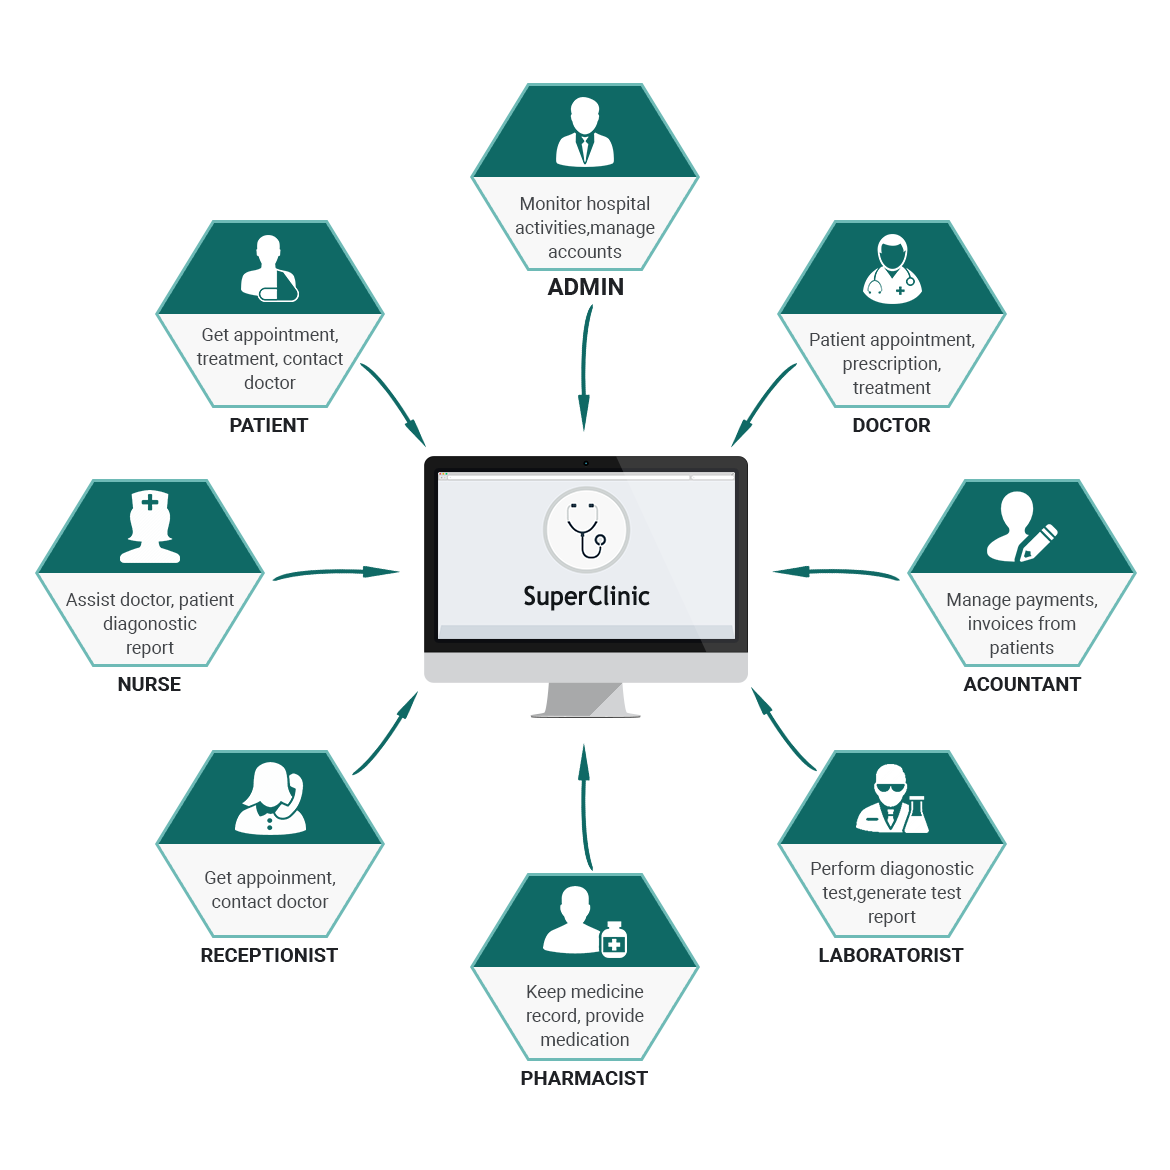 Monitor hospital
activities,manage
accounts
ADMIN
Get appointment,
treatment, contact
doctor
PATIENT
Patient appointment,
prescription,
treatment
DOCTOR
SuperClinic
Assist doctor, patient
diagonostic
report
NURSE
Manage payments,
invoices from
patients
ACOUNTANT
Get appoinment,
contact doctor
RECEPTIONIST
Perform diagonostic
test,generate test
report
LABORATORIST
Keep medicine
record, provide
medication
PHARMACIST